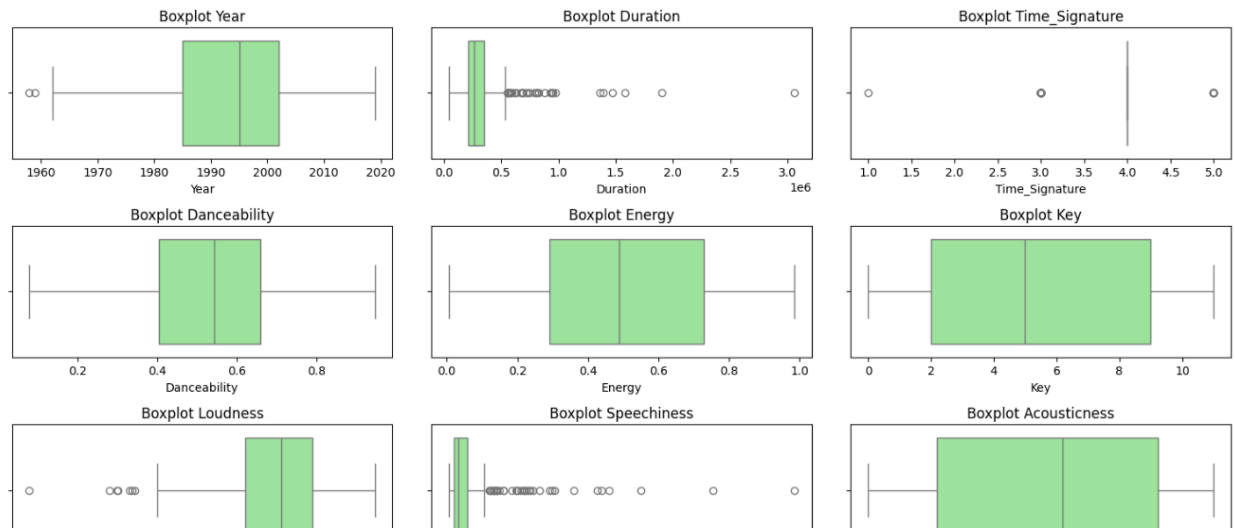 Boxplot Year
Boxplot Duration
Boxplot Time_Signature
1960 1970 1980 1990 2000 2010 2020
0.0 0.5 1.0 1.5 2.0 2.5 3.0
1.0 1.5 2.0 2.5 3.0 3.5 4.0 4.5 5.0
1e6
Year
Duration
Time_Signature
Boxplot Danceability
Boxplot Energy
Boxplot Key
0.2 0.4 0.6 0.8
0.0 0.2 0.4 0.6 0.8 1.0
0 2 4 6 8 10
Danceability
Energy
Key
Boxplot Loudness
Boxplot Speechiness
Boxplot Acousticness